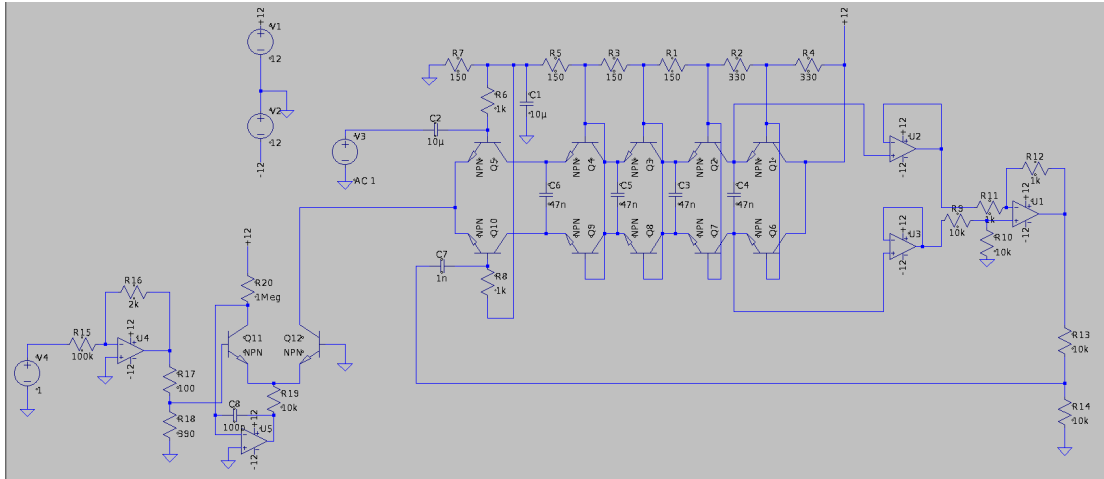 +12
V1
12
V2
12
-12
R7
150
R5
150
R3
150
R1
150
R2
330
R4
330
+12
R6
1k
C1
10µ
C2
10µ
V3
AC 1
NPN
Q5
NPN
Q4
NPN
Q3
NPN
Q2
NPN
Q1
C6
47n
C5
47n
C3
47n
C4
47n
NPN
Q10
NPN
Q9
NPN
Q8
NPN
Q7
NPN
Q6
C7
1n
R8
1k
+12
U2
-12
+12
U3
-12
R9
10k
R11
1k
R12
1k
+12
U1
-12
R10
10k
R13
10k
R14
10k
+12
R20
1Meg
Q11
NPN
Q12
NPN
R19
10k
C8
100p
+12
U5
-12
R16
2k
R15
100k
+12
U4
-12
V4
1
R17
100
R18
390